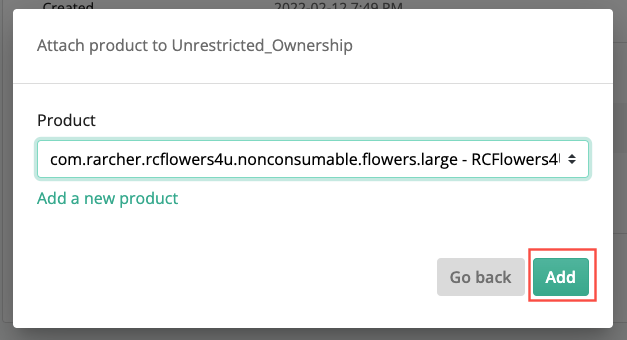 Created 2022-02-12 7:49 PM
Attach product to Unrestricted_Ownership
Product
com.rarcher.rcflowers4u.nonconsumable.flowers.large - RCFlowers4
Add a new product
Go back Add